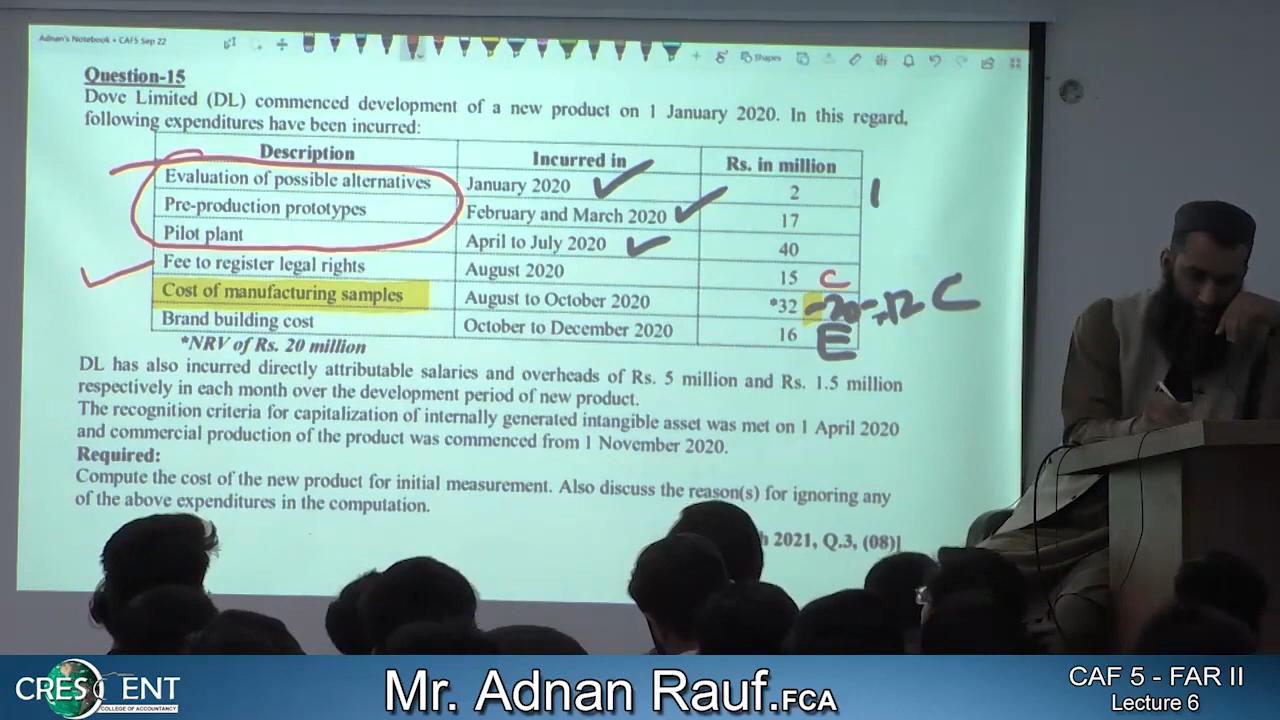 Adnan's Notebook • CAF5 Sep 22
Shapes
Question-15
Dove Limited (DL) commenced development of a new product on 1 January 2020. In this regard,
following expenditures have been incurred:
Description Incurred in Rs. in million
Evaluation of possible alternatives January 2020 2
Pre-production prototypes February and March 2020 17
Pilot plant April to July 2020 40
Fee to register legal rights August 2020 15 C
Cost of manufacturing samples August to October 2020 *32 -20 = 12 C
Brand building cost October to December 2020 16 E
*NRV of Rs. 20 million
DL has also incurred directly attributable salaries and overheads of Rs. 5 million and Rs. 1.5 million
respectively in each month over the development period of new product.
The recognition criteria for capitalization of internally generated intangible asset was met on 1 April 2020
and commercial production of the product was commenced from 1 November 2020.
Required:
Compute the cost of the new product for initial measurement. Also discuss the reason(s) for ignoring any
of the above expenditures in the computation.
2021, Q.3, (08)]
CRESCENT
COLLEGE OF ACCOUNTANCY
Mr. Adnan Rauf.FCA
CAF 5 - FAR II
Lecture 6